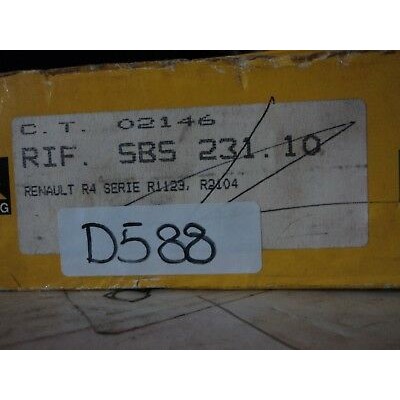 C. T. 02146
RIF. SBS 231.10
RENAULT R4 SERIE R1123, R2104
G
D588